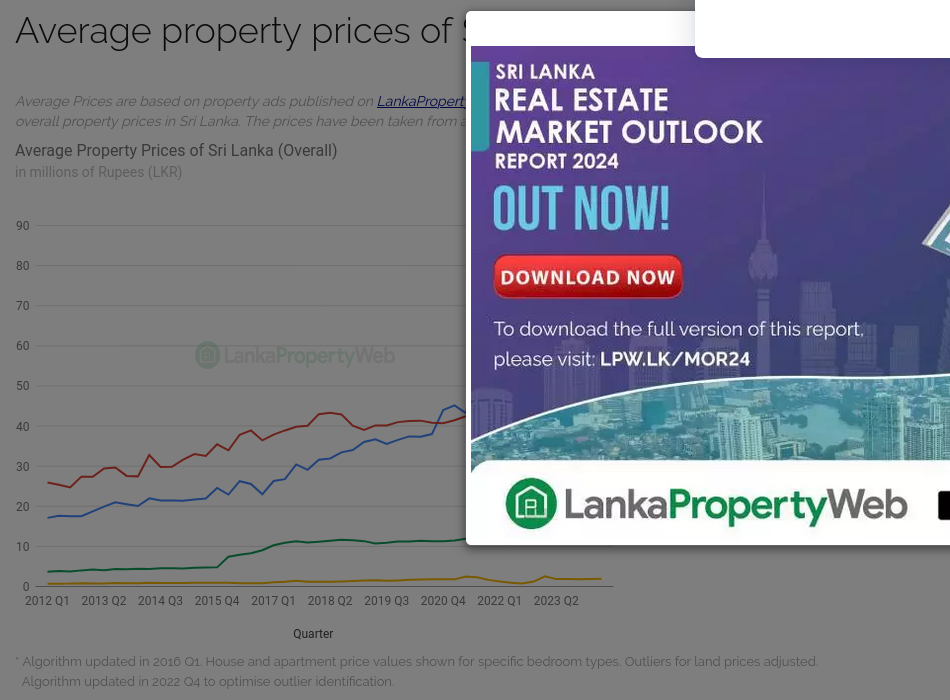 Average property prices of
Average Prices are based on property ads published on LankaPropert
overall property prices in Sri Lanka. The prices have been taken from
Average Property Prices of Sri Lanka (Overall)
in millions of Rupees (LKR)
90
80
70
60
50
40
30
20
10
0
LankaPropertyWeb
2012 Q1 2013 Q2 2014 Q3 2015 Q4 2017 Q1 2018 Q2 2019 Q3 2020 Q4 2022 Q1 2023 Q2
Quarter
* Algorithm updated in 2016 Q1. House and apartment price values shown for specific bedroom types. Outliers for land prices adjusted.
Algorithm updated in 2022 Q4 to optimise outlier identification.
SRI LANKA
REAL ESTATE
MARKET OUTLOOK
REPORT 2024
OUT NOW!
DOWNLOAD NOW
To download the full version of this report,
please visit: LPW.LK/MOR24
LankaPropertyWeb